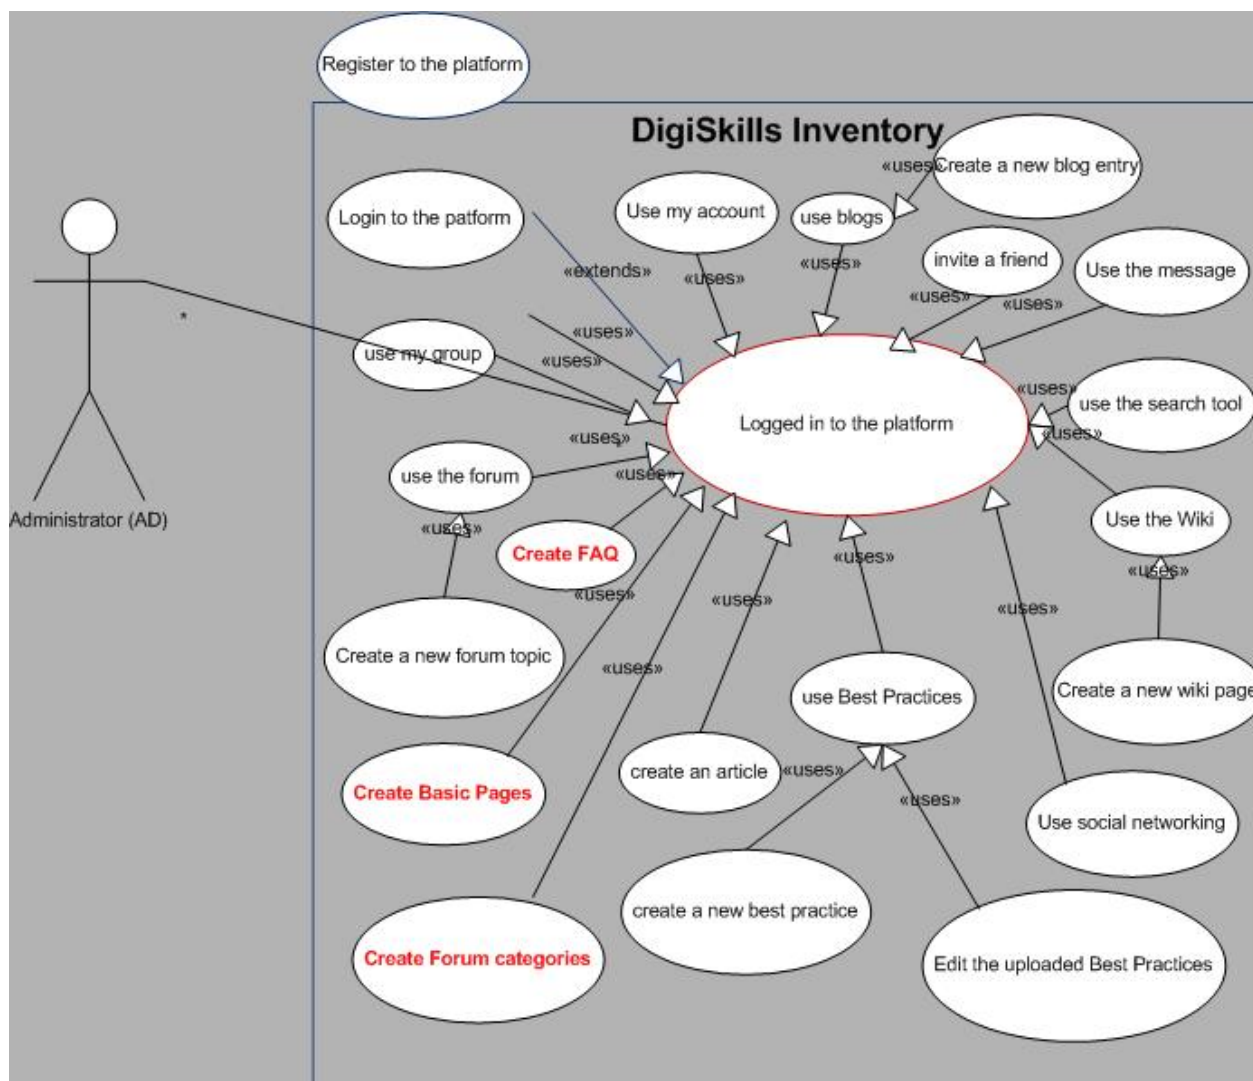 Register to the platform
DigiSkills Inventory
«uses»
Create a new blog entry
Login to the patform
Use my account
use blogs
«extends»
«uses»
«uses»
invite a friend
Use the message
«uses»
«uses»
*
«uses»
use my group
«uses»
Logged in to the platform
«uses»
use the search tool
«uses»
«uses»
*
use the forum
«uses»
Administrator (AD)
«uses»
Create FAQ
Use the Wiki
«uses»
«uses»
«uses»
«uses»
«uses»
Create a new forum topic
«uses»
use Best Practices
Create a new wiki page
create an article
«uses»
Create Basic Pages
«uses»
Use social networking
create a new best practice
Create Forum categories
Edit the uploaded Best Practices